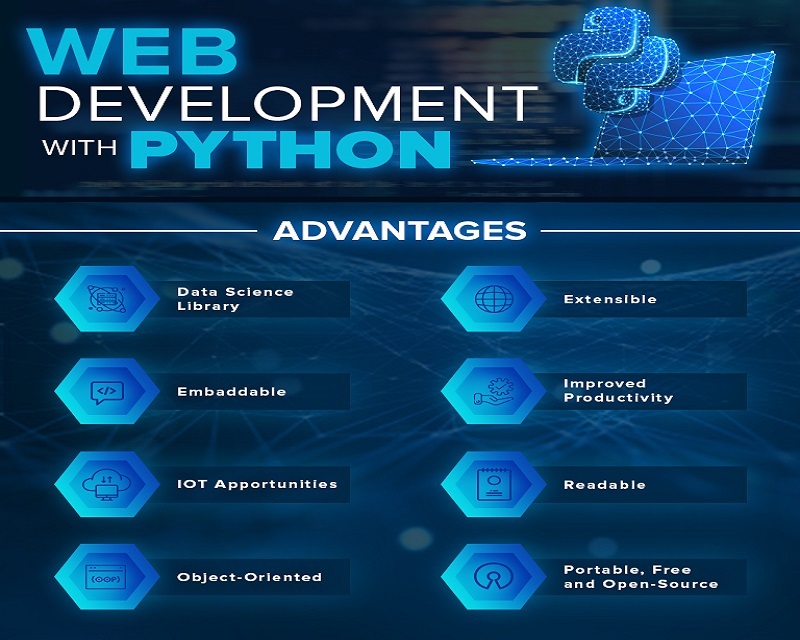 WEB
DEVELOPMENT
WITH PYTHON
ADVANTAGES
Data Science
Library
Extensible
Embaddable
Improved
Productivity
IOT Apportunities
Readable
(OOP)
Object-Oriented
Portable, Free
and Open-Source